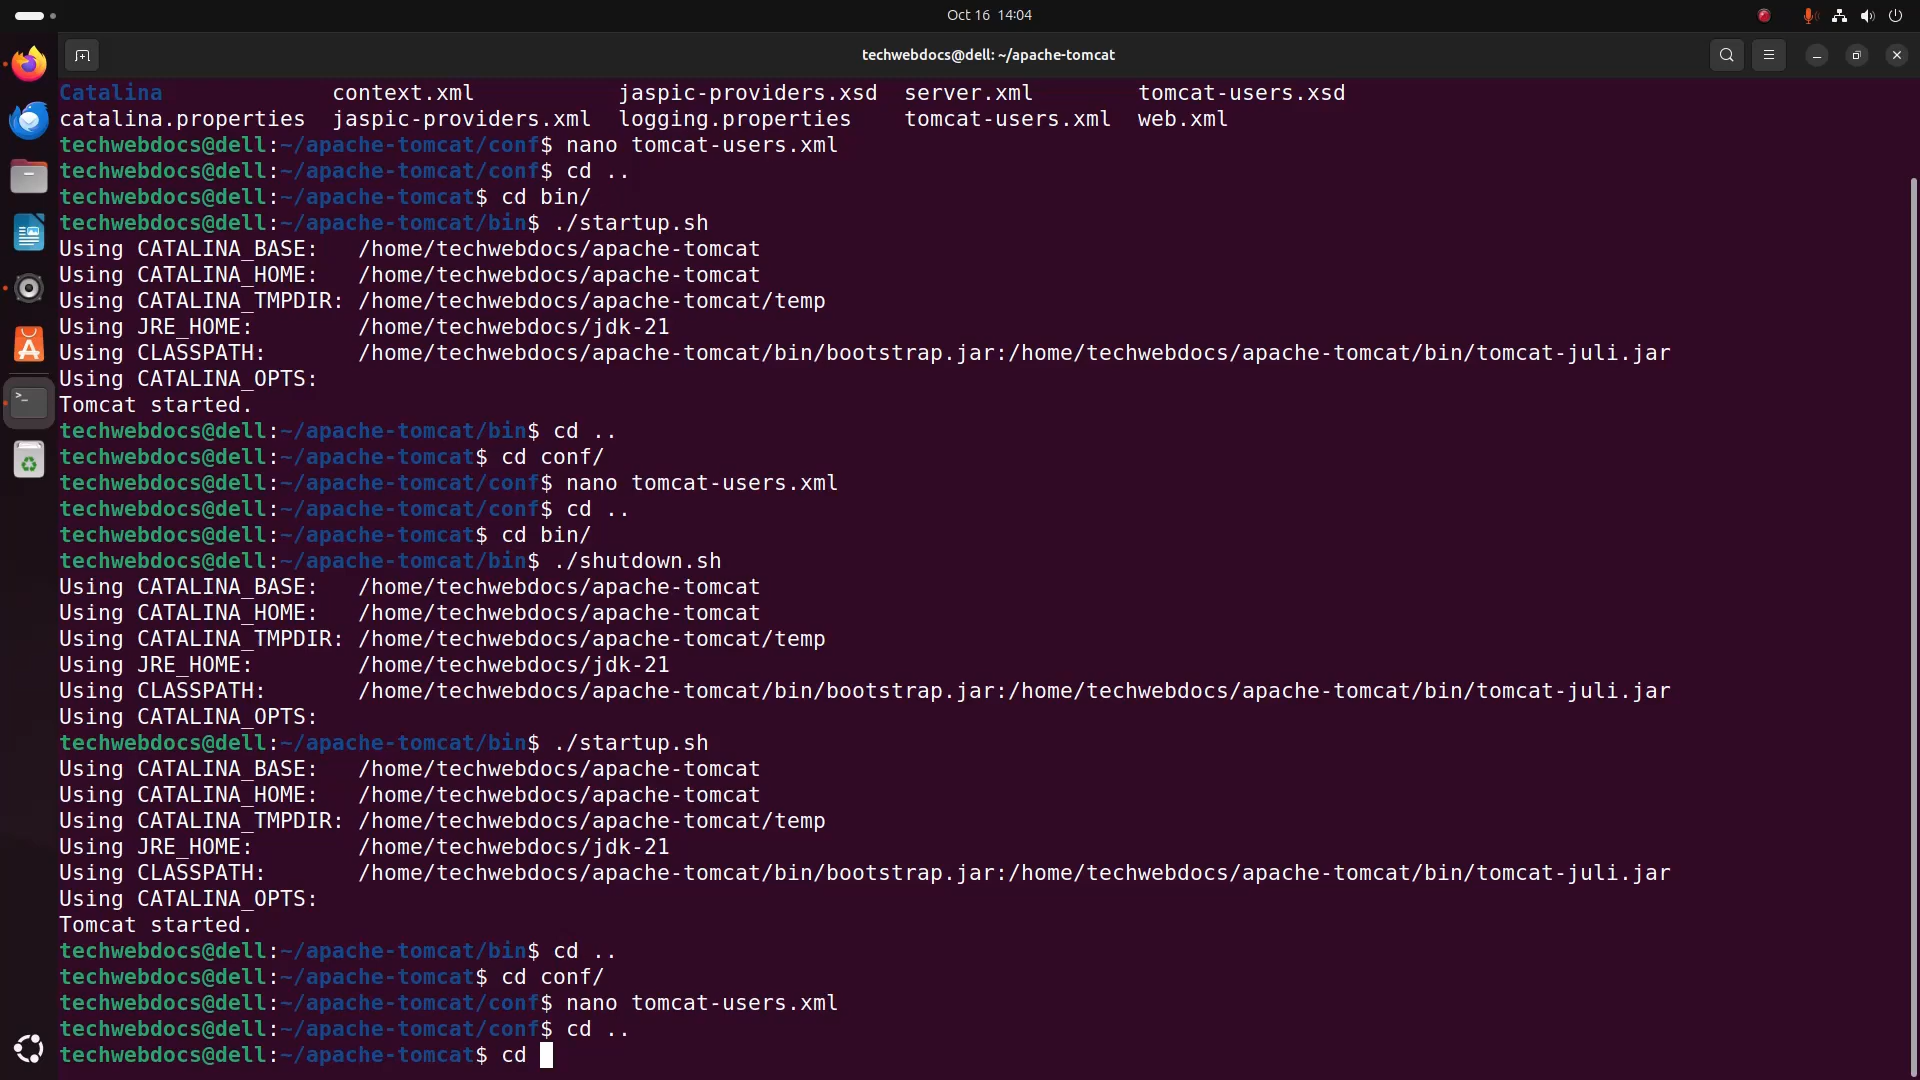 Oct 16 14:04
techwebdocs@dell: ~/apache-tomcat
Catalina             context.xml           jaspic-providers.xsd  server.xml        tomcat-users.xsd
catalina.properties  jaspic-providers.xml  logging.properties    tomcat-users.xml  web.xml
techwebdocs@dell:~/apache-tomcat/conf$ nano tomcat-users.xml
techwebdocs@dell:~/apache-tomcat/conf$ cd ..
techwebdocs@dell:~/apache-tomcat$ cd bin/
techwebdocs@dell:~/apache-tomcat/bin$ ./startup.sh
Using CATALINA_BASE:   /home/techwebdocs/apache-tomcat
Using CATALINA_HOME:   /home/techwebdocs/apache-tomcat
Using CATALINA_TMPDIR: /home/techwebdocs/apache-tomcat/temp
Using JRE_HOME:        /home/techwebdocs/jdk-21
Using CLASSPATH:       /home/techwebdocs/apache-tomcat/bin/bootstrap.jar:/home/techwebdocs/apache-tomcat/bin/tomcat-juli.jar
Using CATALINA_OPTS:
Tomcat started.
techwebdocs@dell:~/apache-tomcat/bin$ cd ..
techwebdocs@dell:~/apache-tomcat$ cd conf/
techwebdocs@dell:~/apache-tomcat/conf$ nano tomcat-users.xml
techwebdocs@dell:~/apache-tomcat/conf$ cd ..
techwebdocs@dell:~/apache-tomcat$ cd bin/
techwebdocs@dell:~/apache-tomcat/bin$ ./shutdown.sh
Using CATALINA_BASE:   /home/techwebdocs/apache-tomcat
Using CATALINA_HOME:   /home/techwebdocs/apache-tomcat
Using CATALINA_TMPDIR: /home/techwebdocs/apache-tomcat/temp
Using JRE_HOME:        /home/techwebdocs/jdk-21
Using CLASSPATH:       /home/techwebdocs/apache-tomcat/bin/bootstrap.jar:/home/techwebdocs/apache-tomcat/bin/tomcat-juli.jar
Using CATALINA_OPTS:
techwebdocs@dell:~/apache-tomcat/bin$ ./startup.sh
Using CATALINA_BASE:   /home/techwebdocs/apache-tomcat
Using CATALINA_HOME:   /home/techwebdocs/apache-tomcat
Using CATALINA_TMPDIR: /home/techwebdocs/apache-tomcat/temp
Using JRE_HOME:        /home/techwebdocs/jdk-21
Using CLASSPATH:       /home/techwebdocs/apache-tomcat/bin/bootstrap.jar:/home/techwebdocs/apache-tomcat/bin/tomcat-juli.jar
Using CATALINA_OPTS:
Tomcat started.
techwebdocs@dell:~/apache-tomcat/bin$ cd ..
techwebdocs@dell:~/apache-tomcat$ cd conf/
techwebdocs@dell:~/apache-tomcat/conf$ nano tomcat-users.xml
techwebdocs@dell:~/apache-tomcat/conf$ cd ..
techwebdocs@dell:~/apache-tomcat$ cd